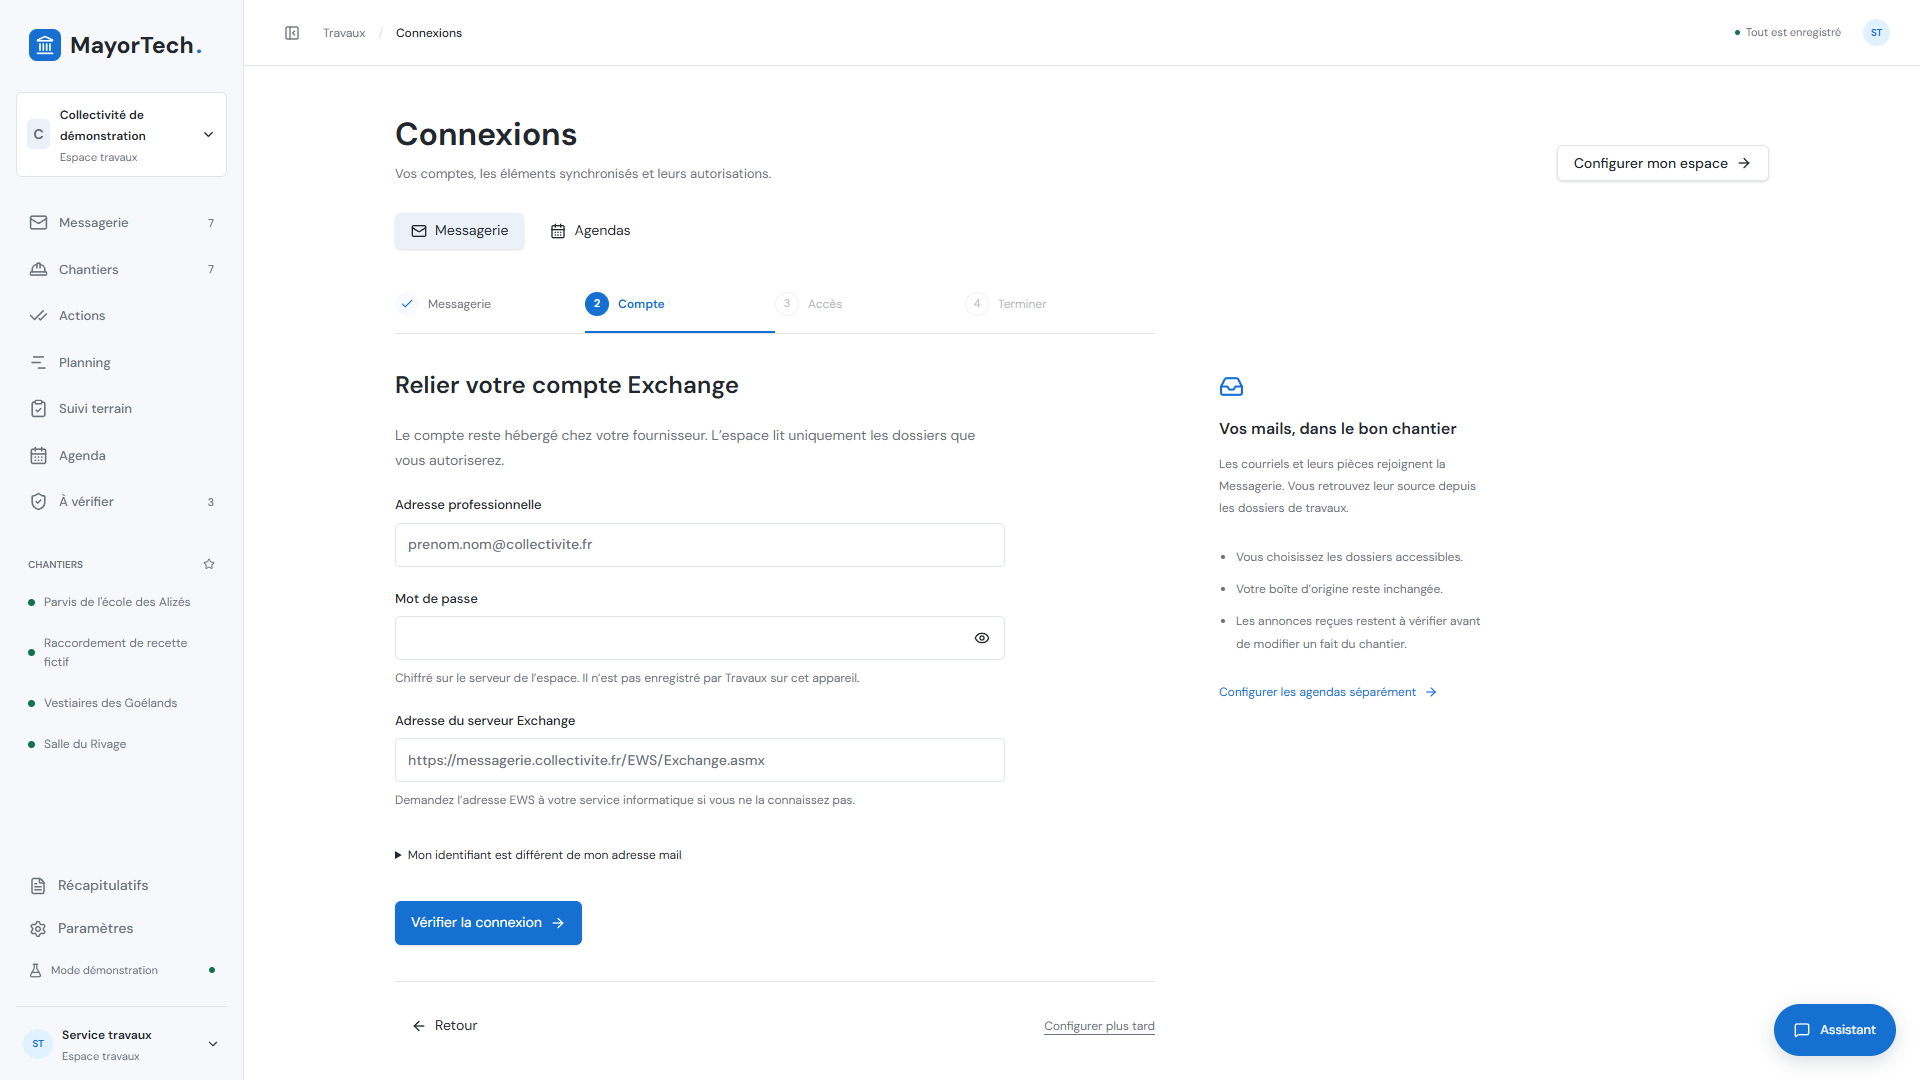 MayorTech.
C
Collectivité de
démonstration
Espace travaux
Messagerie 7
Chantiers 7
Actions
Planning
Suivi terrain
Agenda
À vérifier 3
CHANTIERS
Parvis de l'école des Alizés
Raccordement de recette
fictif
Vestiaires des Goélands
Salle du Rivage
Récapitulatifs
Paramètres
Mode démonstration
ST
Service travaux
Espace travaux
Travaux / Connexions
Tout est enregistré
ST
Connexions
Vos comptes, les éléments synchronisés et leurs autorisations.
Configurer mon espace
Messagerie
Agendas
Messagerie
2 Compte
3 Accès
4 Terminer
Relier votre compte Exchange
Le compte reste hébergé chez votre fournisseur. L’espace lit uniquement les dossiers que
vous autoriserez.
Adresse professionnelle
prenom.nom@collectivite.fr
Mot de passe
Chiffré sur le serveur de l’espace. Il n’est pas enregistré par Travaux sur cet appareil.
Adresse du serveur Exchange
https://messagerie.collectivite.fr/EWS/Exchange.asmx
Demandez l’adresse EWS à votre service informatique si vous ne la connaissez pas.
Mon identifiant est différent de mon adresse mail
Vérifier la connexion
Retour
Configurer plus tard
Vos mails, dans le bon chantier
Les courriels et leurs pièces rejoignent la
Messagerie. Vous retrouvez leur source depuis
les dossiers de travaux.
Vous choisissez les dossiers accessibles.
Votre boîte d’origine reste inchangée.
Les annonces reçues restent à vérifier avant
de modifier un fait du chantier.
Configurer les agendas séparément
Assistant